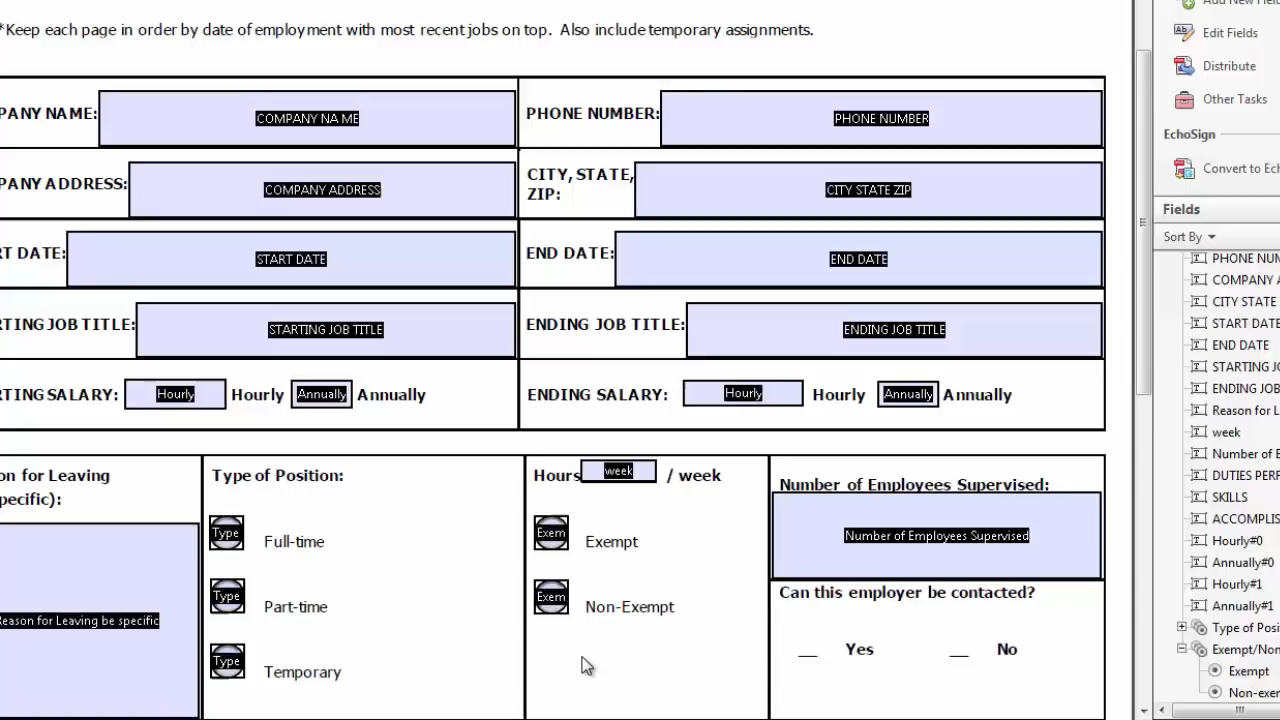 *Keep each page in order by date of employment with most recent jobs on top. Also include temporary assignments.
PANY NAME: COMPANY NA ME PHONE NUMBER: PHONE NUMBER
PANY ADDRESS: COMPANY ADDRESS CITY, STATE, ZIP: CITY STATE ZIP
RT DATE: START DATE END DATE: END DATE
RTING JOB TITLE: STARTING JOB TITLE ENDING JOB TITLE: ENDING JOB TITLE
RTING SALARY: Hourly Hourly Annually Annually ENDING SALARY: Hourly Hourly Annually Annually
on for Leaving
pecific):
Reason for Leaving be specific
Type of Position:
Type Full-time
Type Part-time
Type Temporary
Hours week / week
Exem Exempt
Exem Non-Exempt
Number of Employees Supervised:
Number of Employees Supervised
Can this employer be contacted?
__ Yes __ No
Add New Fiel
Edit Fields
Distribute
Other Tasks
EchoSign
Convert to Ech
Fields
Sort By
PHONE NUM
COMPANY A
CITY STATE
START DATE
END DATE
STARTING JO
ENDING JOB
Reason for L
week
Number of E
DUTIES PERF
SKILLS
ACCOMPLIS
Hourly#0
Annually#0
Hourly#1
Annually#1
Type of Posi
Exempt/Non
Exempt
Non-exer